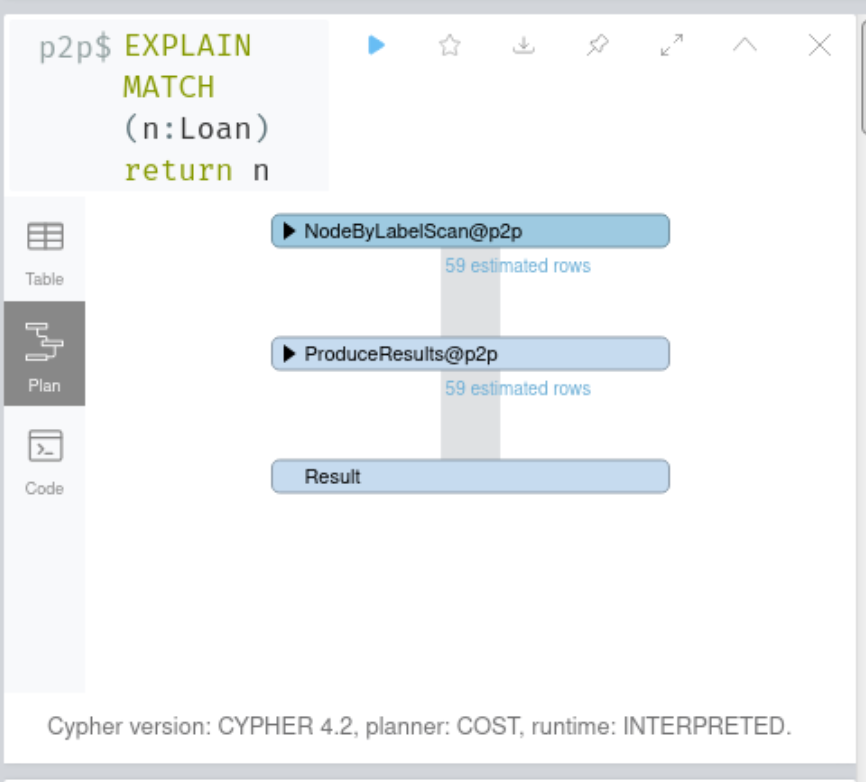 p2p$ EXPLAIN
MATCH
(n:Loan)
return n
Table
Plan
Code
NodeByLabelScan@p2p
59 estimated rows
ProduceResults@p2p
59 estimated rows
Result
Cypher version: CYPHER 4.2, planner: COST, runtime: INTERPRETED.